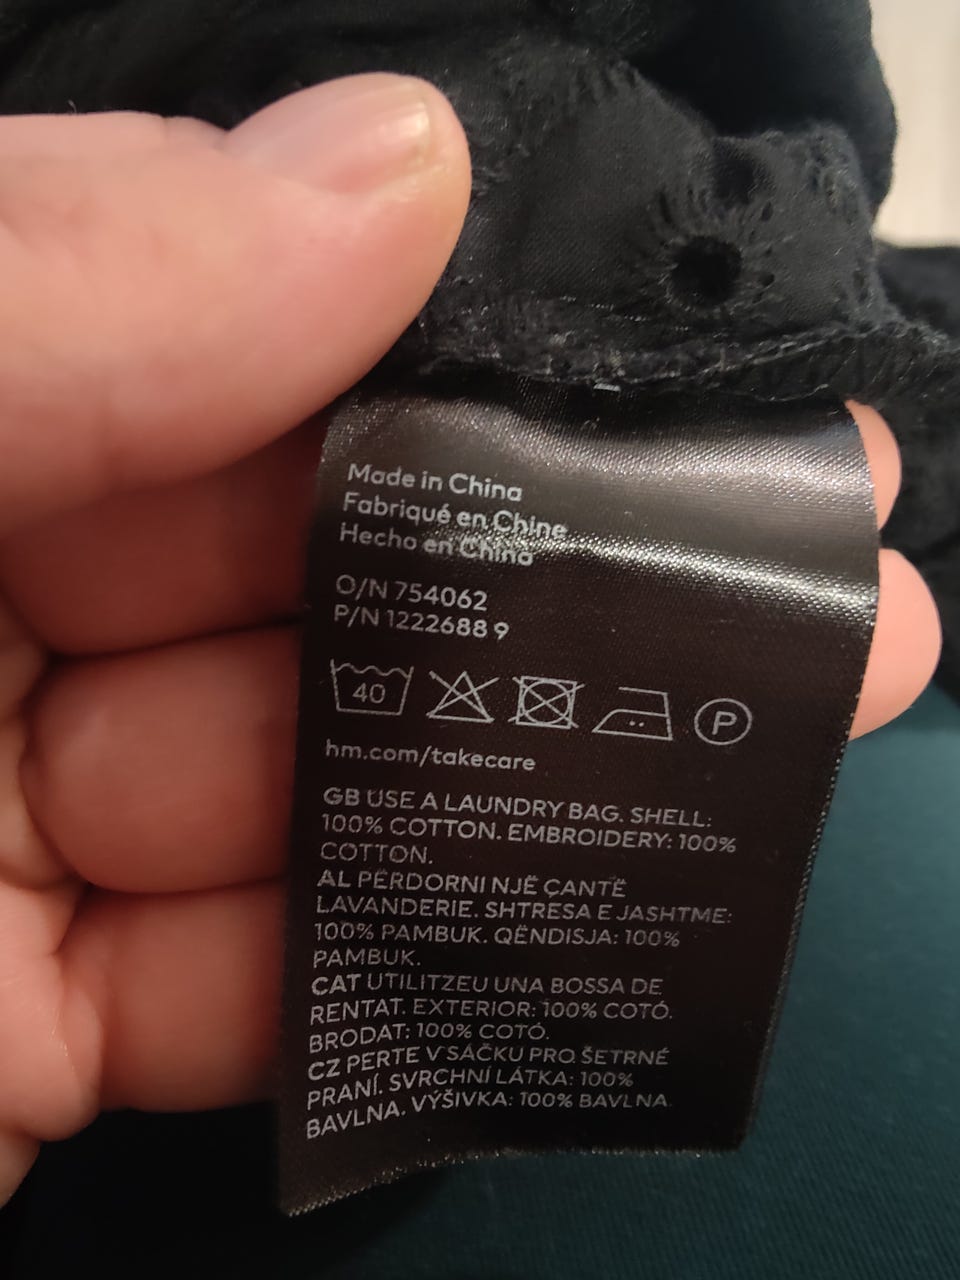 Made in China
Fabriqué en Chine
Hecho en China
O/N 754062
P/N 1222688 9
40
P
hm.com/takecare
GB USE A LAUNDRY BAG. SHELL:
100% COTTON. EMBROIDERY: 100%
COTTON.
AL PËRDORNI NJË ÇANTË
LAVANDERIE. SHTRESA E JASHTME:
100% PAMBUK. QËNDISJA: 100%
PAMBUK.
CAT UTILITZEU UNA BOSSA DE
RENTAT. EXTERIOR: 100% COTÓ.
BRODAT: 100% COTÓ.
CZ PERTE V SÁČKU PRO ŠETRNÉ
PRANÍ. SVRCHNÍ LÁTKA: 100%
BAVLNA. VÝŠIVKA: 100% BAVLNA.